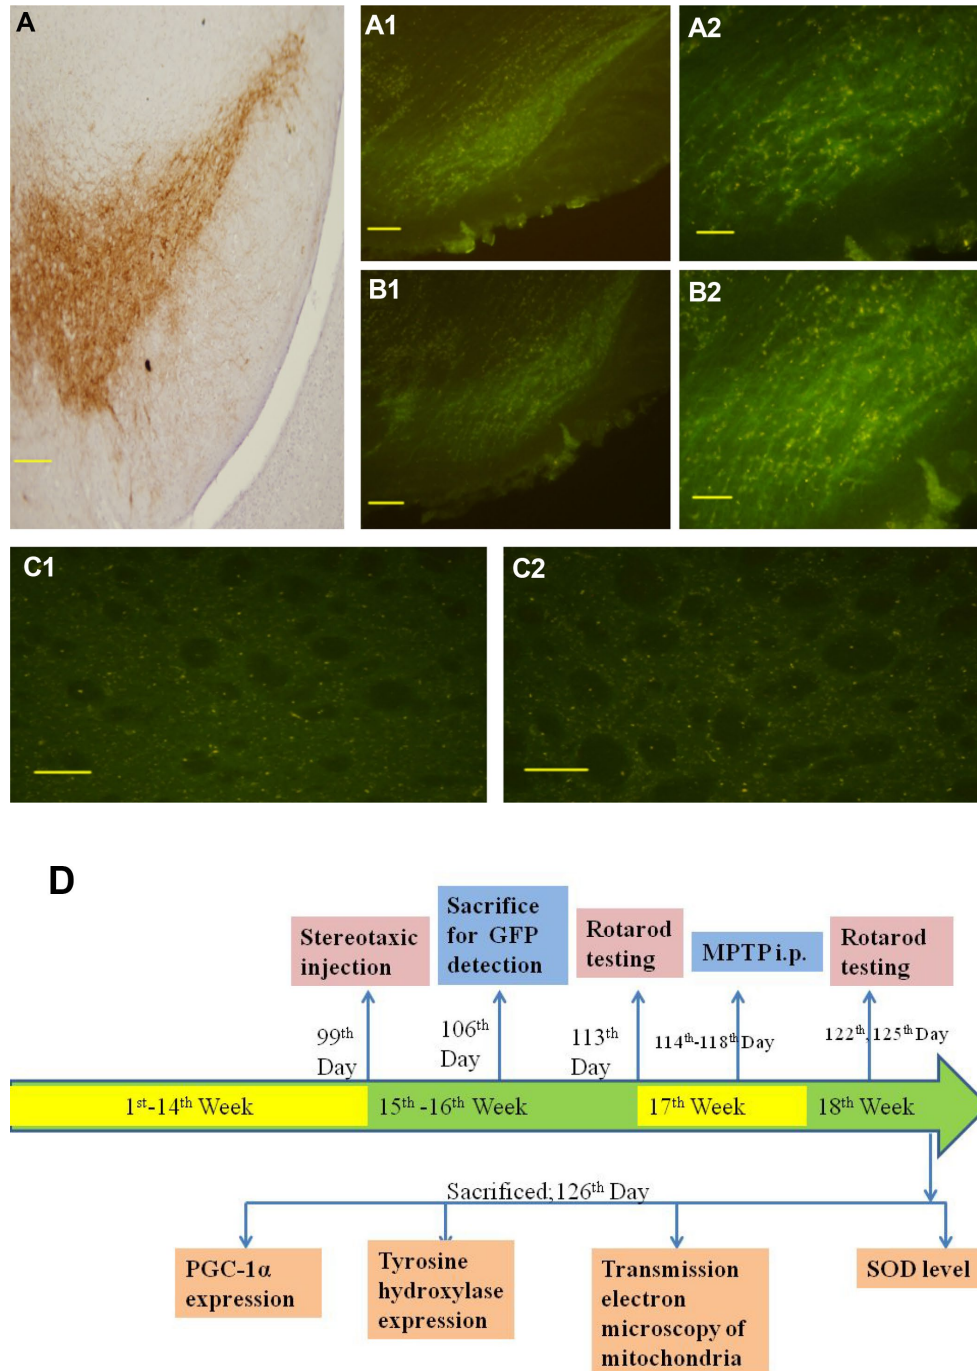 A
A1
A2
B1
B2
C1
C2
D
Stereotaxic
injection
Sacrifice
for GFP
detection
Rotarod
testing
MPTP i.p.
Rotarod
testing
99th
Day
106th
Day
113th
Day
114th-118th Day
122th, 125th Day
1st-14th Week
15th -16th Week
17th Week
18th Week
Sacrificed;126th Day
PGC-1α
expression
Tyrosine
hydroxylase
expression
Transmission
electron
microscopy of
mitochondria
SOD level